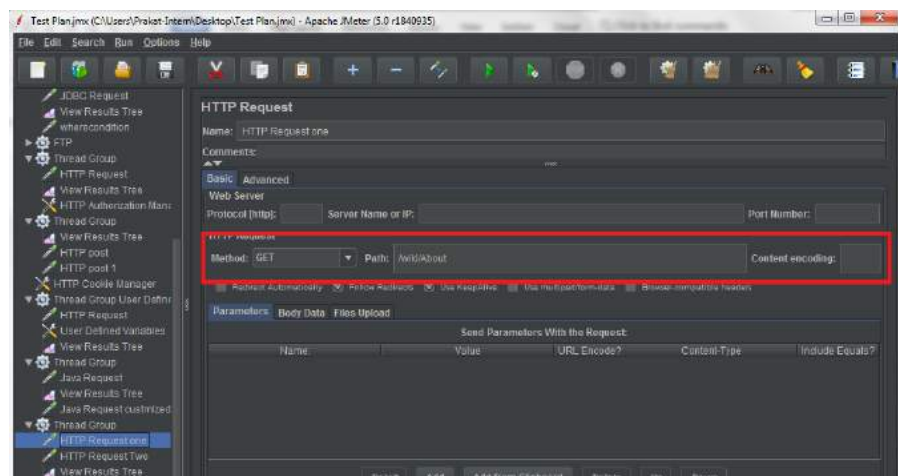 Test Plan.jmx (C:\Users\Prakat-Intern\Desktop\Test Plan.jmx) - Apache JMeter (5.0 r1840935)
File Edit Search Run Options Help
JDBC Request
View Results Tree
wherecondition
FTP
Thread Group
HTTP Request
View Results Tree
HTTP Authorization Mana
Thread Group
View Results Tree
HTTP post
HTTP post 1
HTTP Cookie Manager
Thread Group User Define
HTTP Request
User Defined Variables
View Results Tree
Thread Group
Java Request
View Results Tree
Java Request custmized
Thread Group
HTTP Request one
HTTP Request Two
View Results Tree
HTTP Request
Name: HTTP Request one
Comments:
Basic Advanced
Web Server
Protocol [http]: Server Name or IP: Port Number:
HTTP Request
Method: GET Path: /wiki/About Content encoding:
Redirect Automatically Follow Redirects Use KeepAlive Use multipart/form-data Browser-compatible headers
Parameters Body Data Files Upload
Send Parameters With the Request:
Name: Value URL Encode? Content-Type Include Equals?